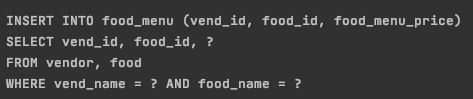 INSERT INTO food_menu (vend_id, food_id, food_menu_price)
SELECT vend_id, food_id, ?
FROM vendor, food
WHERE vend_name = ? AND food_name = ?